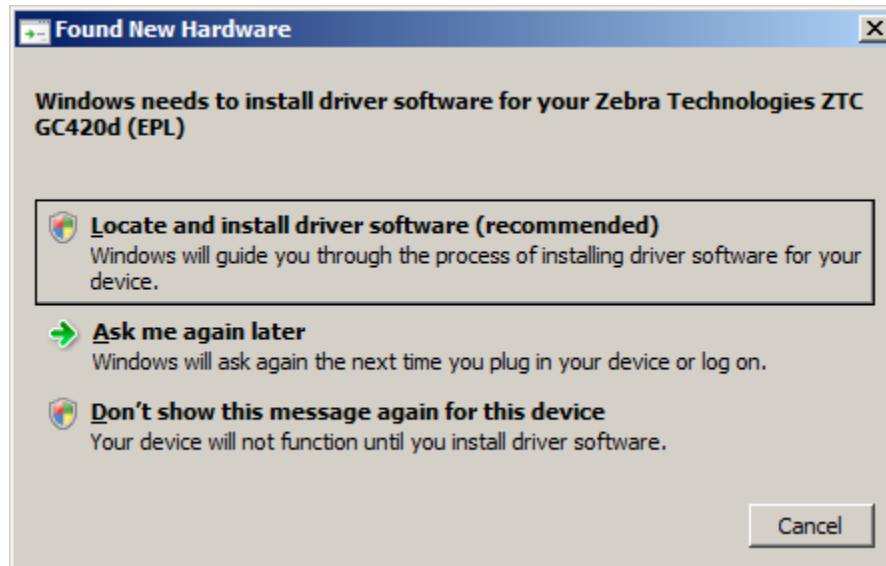 Found New Hardware
Windows needs to install driver software for your Zebra Technologies ZTC
GC420d (EPL)
Locate and install driver software (recommended)
Windows will guide you through the process of installing driver software for your
device.
Ask me again later
Windows will ask again the next time you plug in your device or log on.
Don't show this message again for this device
Your device will not function until you install driver software.
Cancel